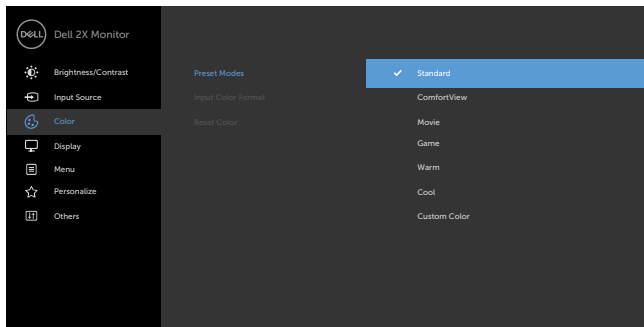 DELL Dell 2X Monitor
Brightness/Contrast
Input Source
Color
Display
Menu
Personalize
Others
Preset Modes
Input Color Format
Reset Color
Standard
ComfortView
Movie
Game
Warm
Cool
Custom Color